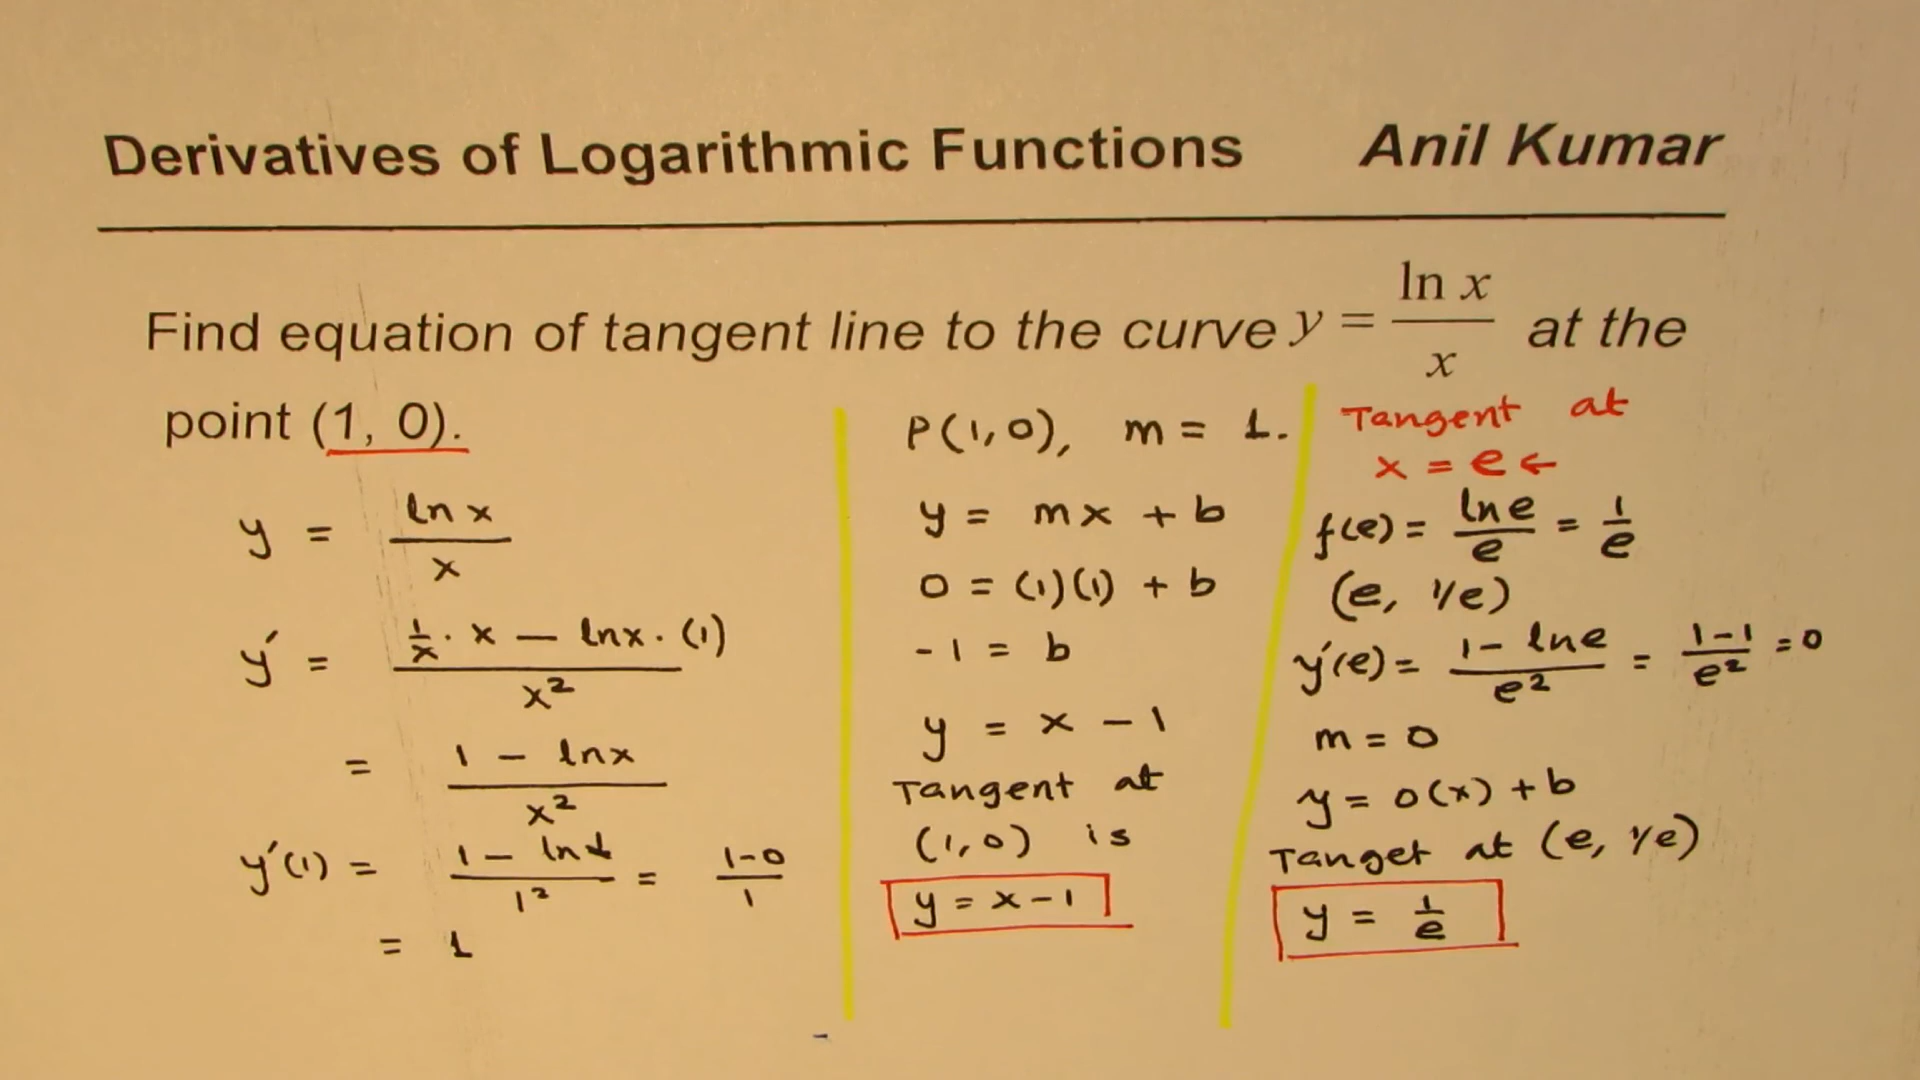 Derivatives of Logarithmic Functions Anil Kumar
Find equation of tangent line to the curve y = ln x / x at the
point (1, 0).
y = ln x / x
y′ = (1/x · x − ln x · (1)) / x²
= (1 − ln x) / x²
y′(1) = (1 − ln 1) / 1² = (1−0) / 1
= 1
P(1,0), m = 1.
y = mx + b
0 = (1)(1) + b
-1 = b
y = x − 1
Tangent at
(1,0) is
y = x − 1
Tangent at
x = e ←
f(e) = ln e / e = 1/e
(e, 1/e)
y′(e) = (1 − ln e) / e² = (1−1) / e² = 0
m = 0
y = 0(x) + b
Tanget at (e, 1/e)
y = 1/e